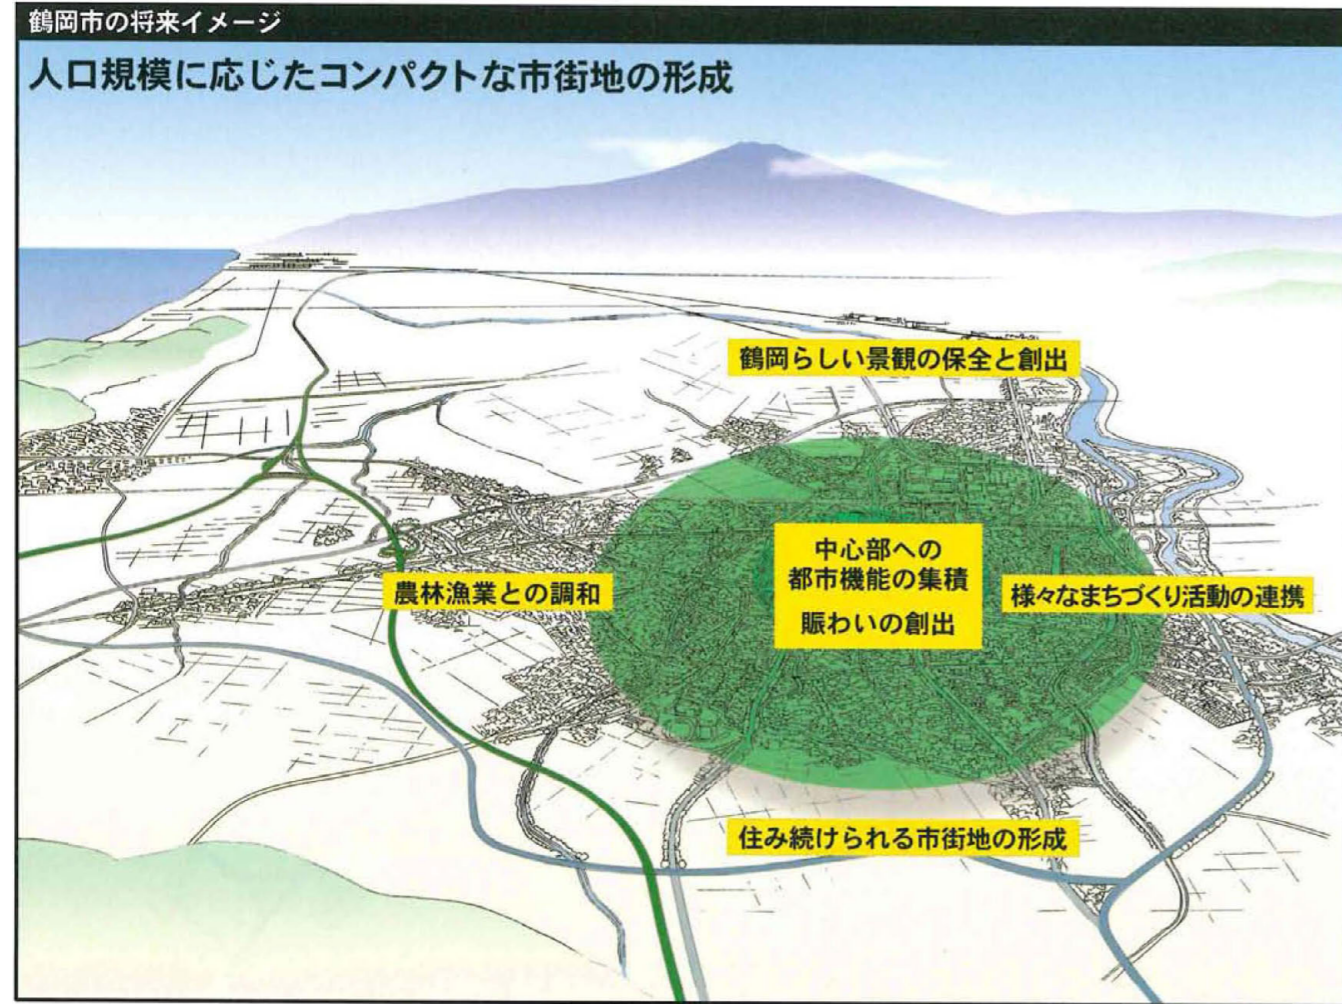 鶴岡市の将来イメージ
人口規模に応じたコンパクトな市街地の形成
鶴岡らしい景観の保全と創出
中心部への
都市機能の集積
賑わいの創出
農林漁業との調和
様々なまちづくり活動の連携
住み続けられる市街地の形成